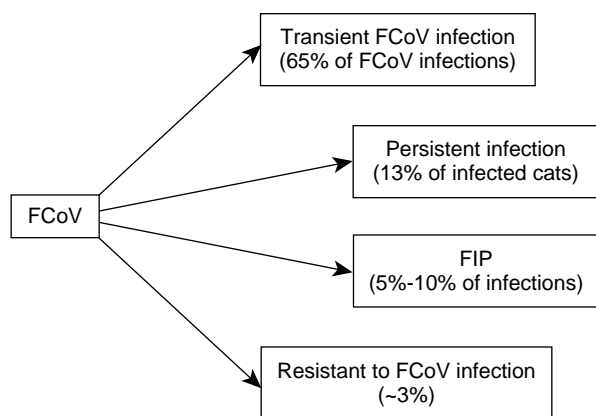 Transient FCoV infection
(65% of FCoV infections)
Persistent infection
(13% of infected cats)
FCoV
FIP
(5%-10% of infections)
Resistant to FCoV infection
(~3%)